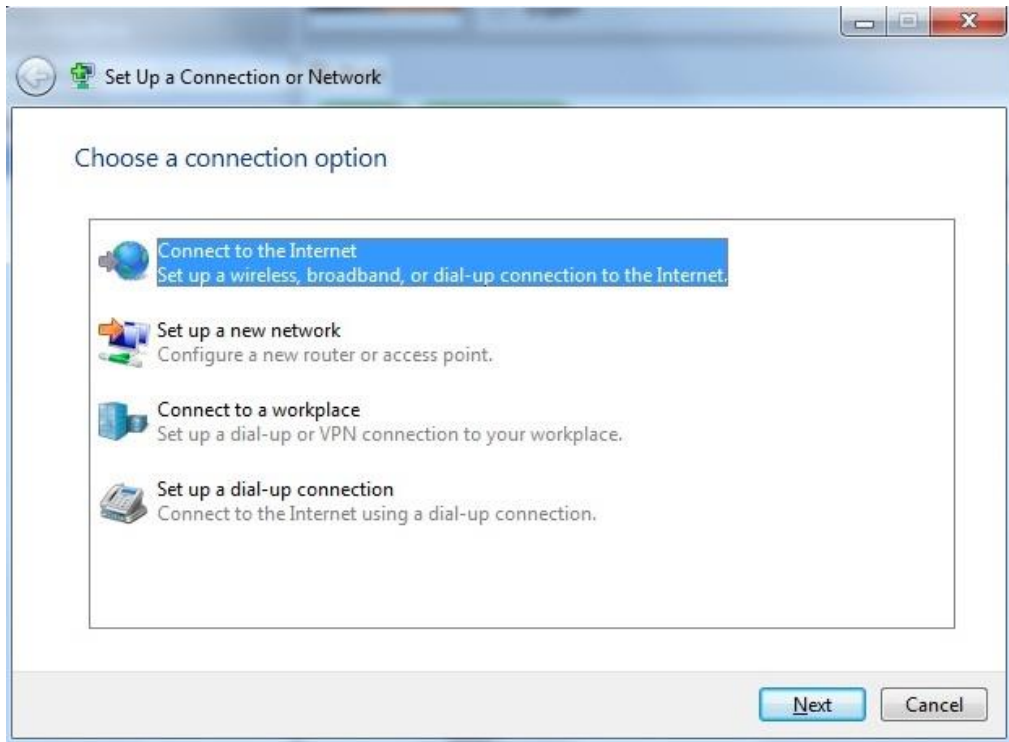 Set Up a Connection or Network
Choose a connection option
Connect to the Internet
Set up a wireless, broadband, or dial-up connection to the Internet.
Set up a new network
Configure a new router or access point.
Connect to a workplace
Set up a dial-up or VPN connection to your workplace.
Set up a dial-up connection
Connect to the Internet using a dial-up connection.
Next Cancel